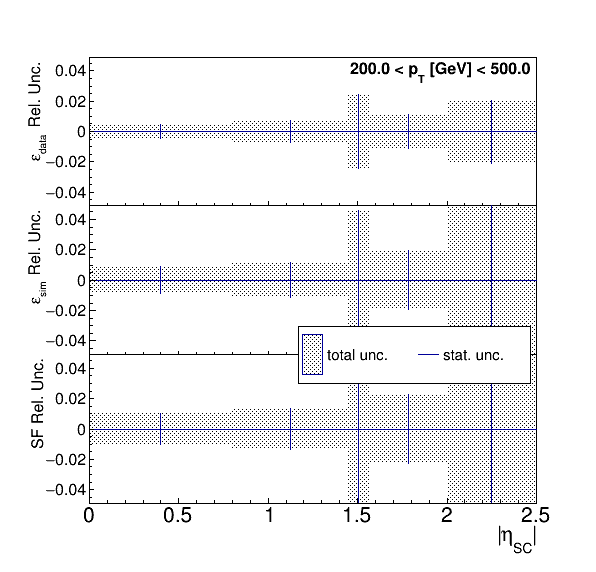 200.0 < p_T [GeV] < 500.0
ε_data Rel. Unc.
0.04
0.02
0
−0.02
−0.04
ε_sim Rel. Unc.
0.04
0.02
0
−0.02
−0.04
total unc.
stat. unc.
SF Rel. Unc.
0.04
0.02
0
−0.02
−0.04
0 0.5 1 1.5 2 2.5
|η_SC|